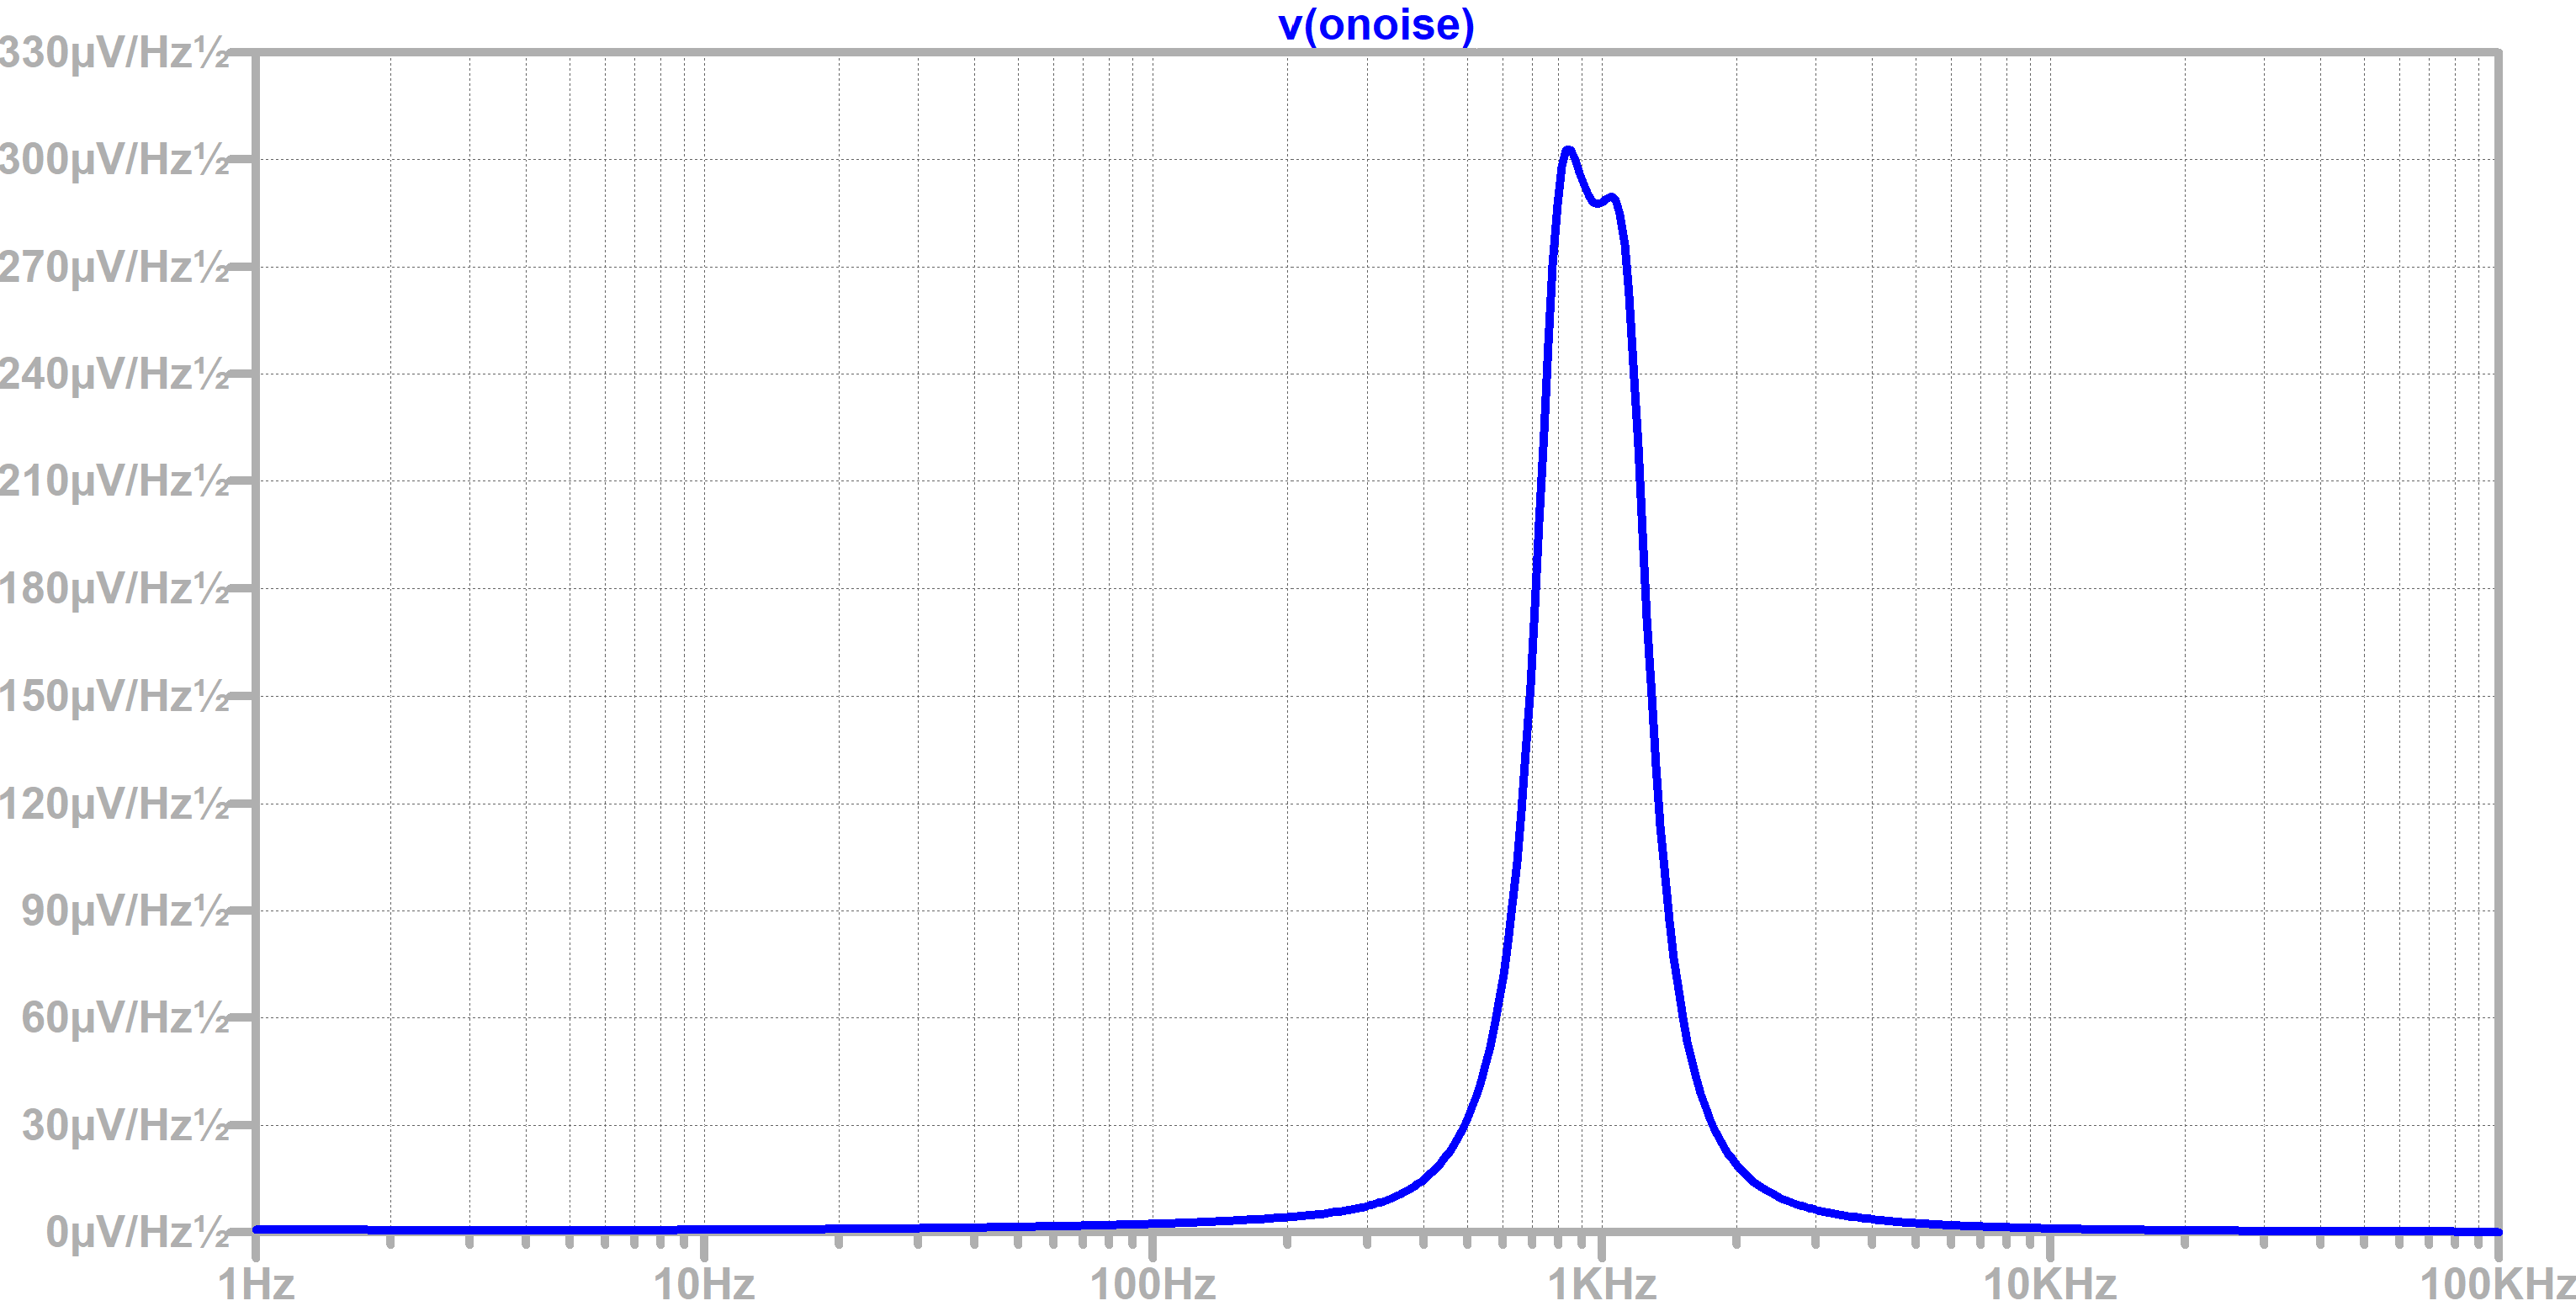 v(onoise)
330µV/Hz½
300µV/Hz½
270µV/Hz½
240µV/Hz½
210µV/Hz½
180µV/Hz½
150µV/Hz½
120µV/Hz½
90µV/Hz½
60µV/Hz½
30µV/Hz½
0µV/Hz½
1Hz 10Hz 100Hz 1KHz 10KHz 100KHz